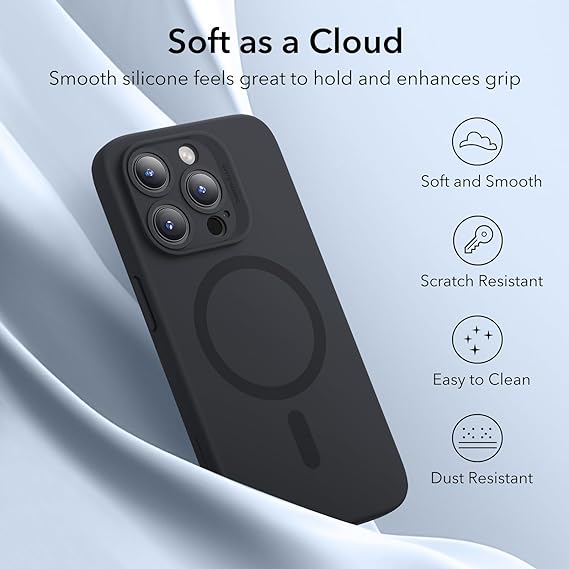 Soft as a Cloud
Smooth silicone feels great to hold and enhances grip
Soft and Smooth
Scratch Resistant
Easy to Clean
Dust Resistant